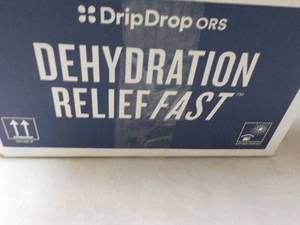 DripDrop ORS
DEHYDRATION
RELIEF FAST™